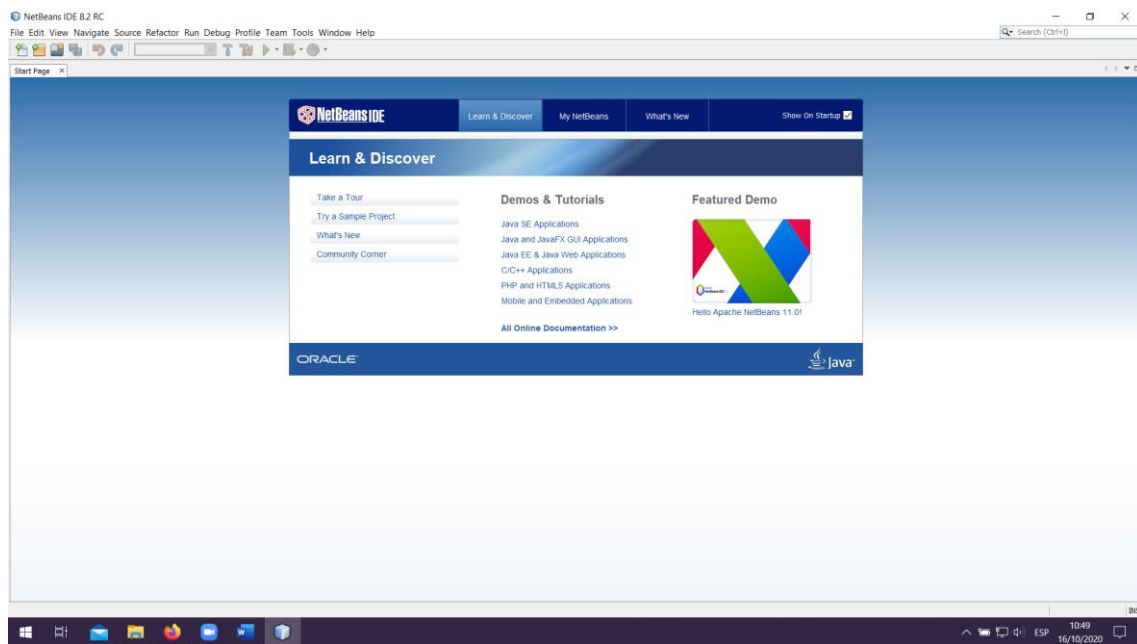 NetBeans IDE 8.2 RC
File Edit View Navigate Source Refactor Run Debug Profile Team Tools Window Help
Search (Ctrl+I)
Start Page
NetBeans IDE
Learn & Discover
My NetBeans
What's New
Show On Startup
Learn & Discover
Take a Tour
Try a Sample Project
What's New
Community Corner
Demos & Tutorials
Java SE Applications
Java and JavaFX GUI Applications
Java EE & Java Web Applications
C/C++ Applications
PHP and HTML5 Applications
Mobile and Embedded Applications
All Online Documentation >>
Featured Demo
Hello Apache NetBeans 11.0!
ORACLE
Java
ESP
10:49
16/10/2020